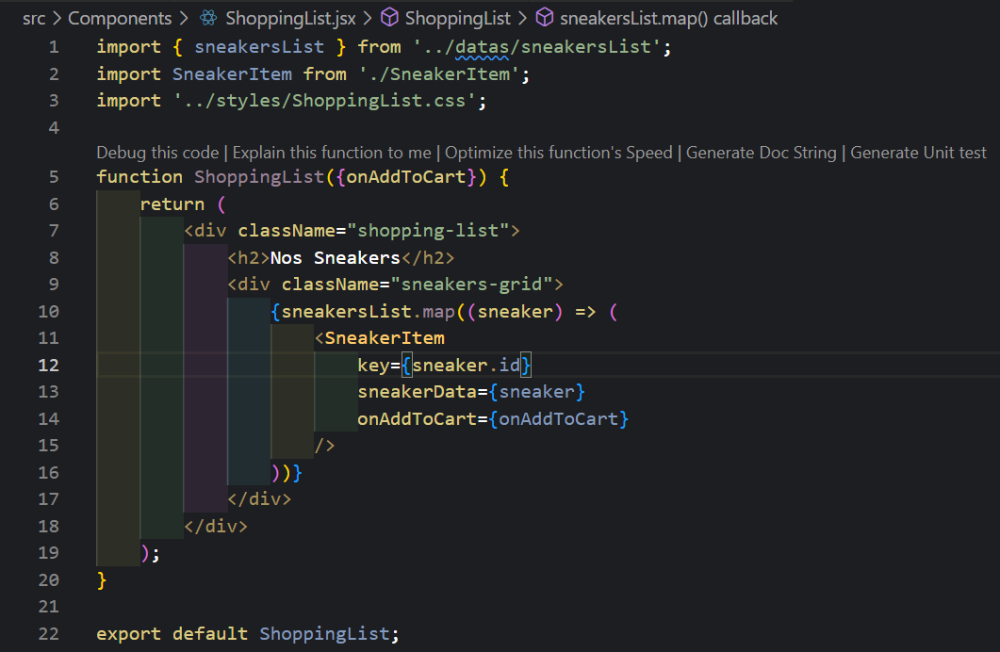 src > Components > ShoppingList.jsx > ShoppingList > sneakersList.map() callback
1 import { sneakersList } from '../datas/sneakersList';
2 import SneakerItem from './SneakerItem';
3 import '../styles/ShoppingList.css';
4
Debug this code | Explain this function to me | Optimize this function's Speed | Generate Doc String | Generate Unit test
5 function ShoppingList({onAddToCart}) {
6     return (
7         <div className="shopping-list">
8             <h2>Nos Sneakers</h2>
9             <div className="sneakers-grid">
10                 {sneakersList.map((sneaker) => (
11                     <SneakerItem
12                         key={sneaker.id}
13                         sneakerData={sneaker}
14                         onAddToCart={onAddToCart}
15                     />
16                 ))}
17             </div>
18         </div>
19     );
20 }
21
22 export default ShoppingList;